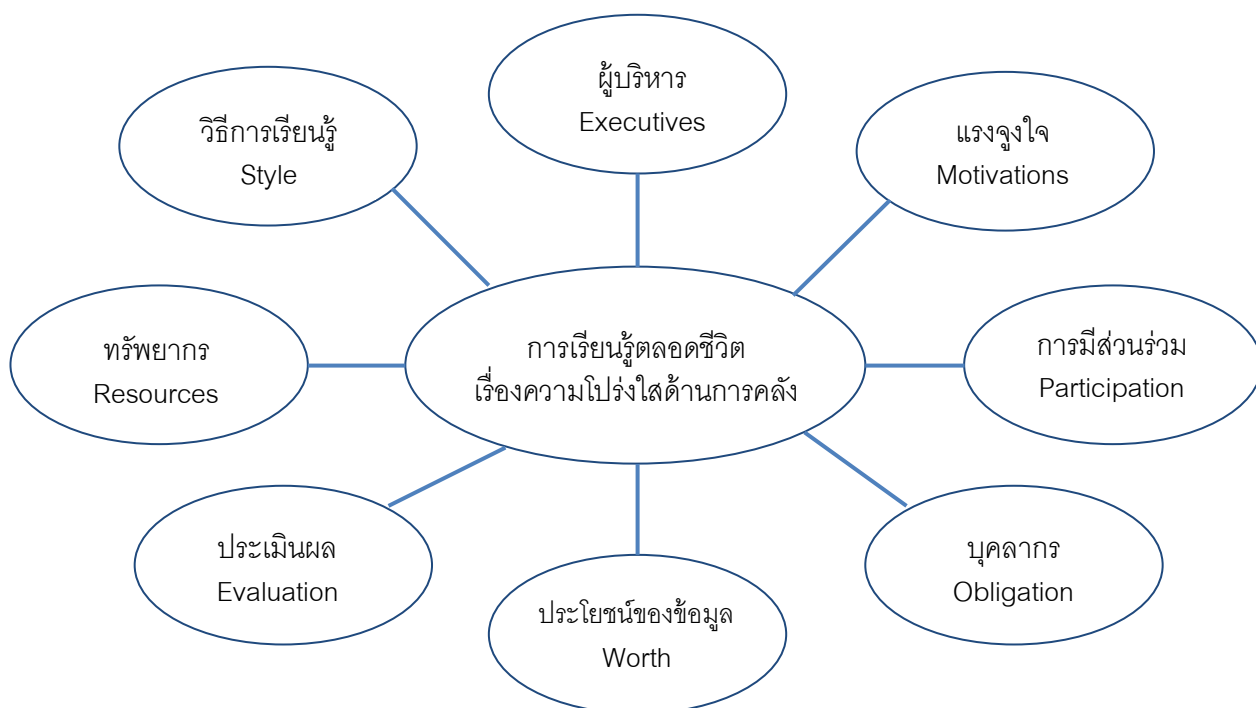 ผู้บริหาร
Executives
แรงจูงใจ
Motivations
การมีส่วนร่วม
Participation
บุคลากร
Obligation
ประโยชน์ของข้อมูล
Worth
ประเมินผล
Evaluation
ทรัพยากร
Resources
วิธีการเรียนรู้
Style
การเรียนรู้ตลอดชีวิต
เรื่องความโปร่งใสด้านการคลัง